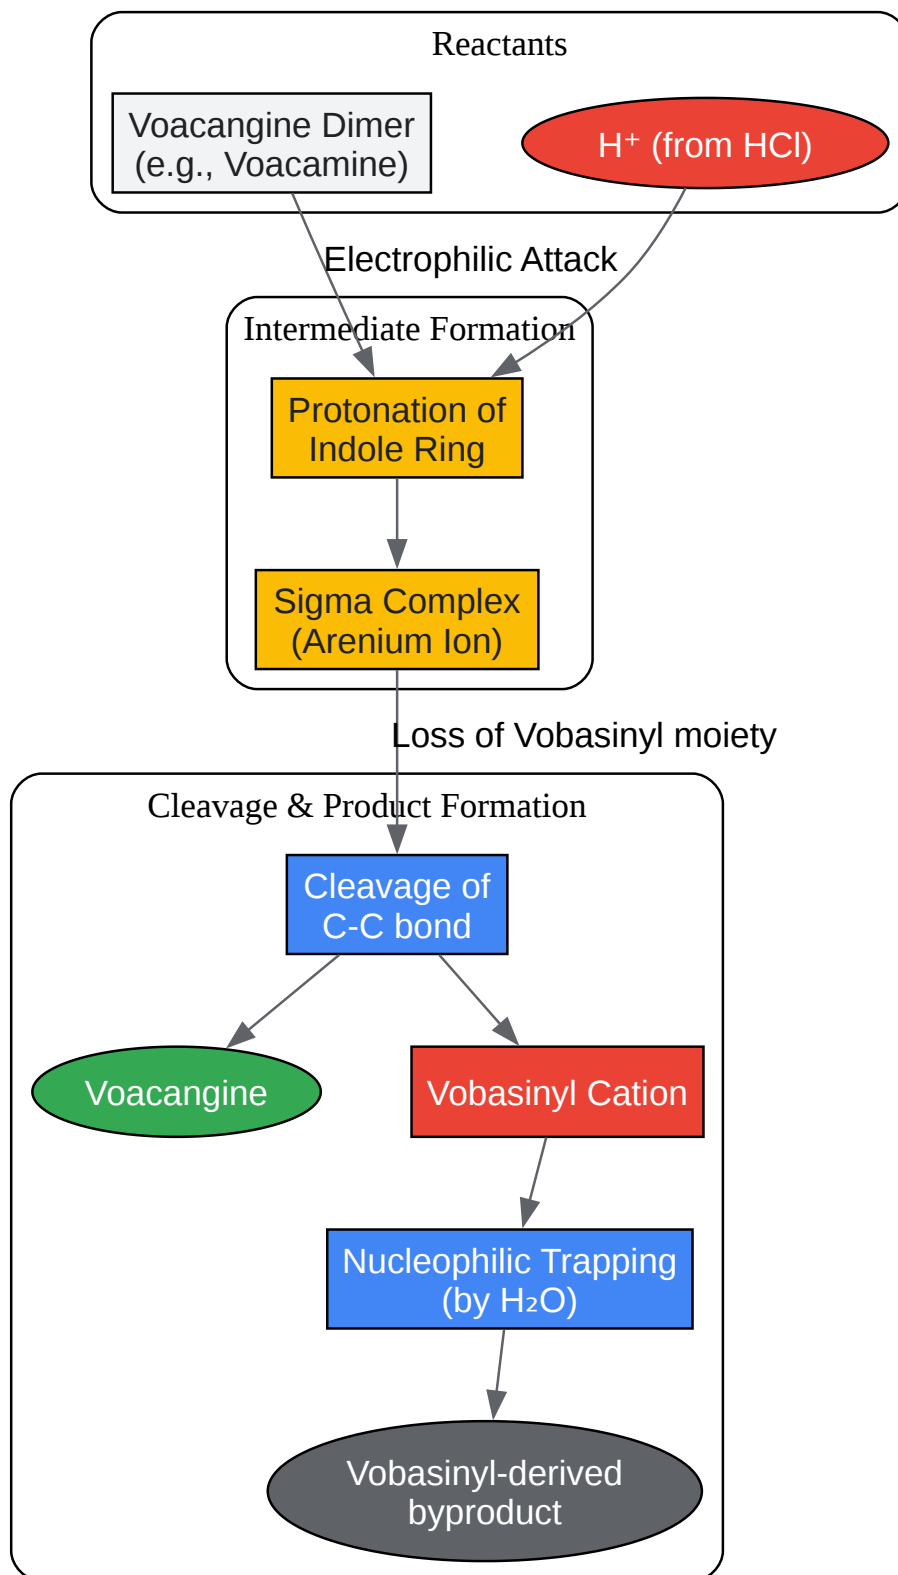 Reactants
Voacangine Dimer
(e.g., Voacamine)
H⁺ (from HCl)
Electrophilic Attack
Intermediate Formation
Protonation of
Indole Ring
Sigma Complex
(Arenium Ion)
Loss of Vobasinyl moiety
Cleavage & Product Formation
Cleavage of
C-C bond
Voacangine
Vobasinyl Cation
Nucleophilic Trapping
(by H₂O)
Vobasinyl-derived
byproduct